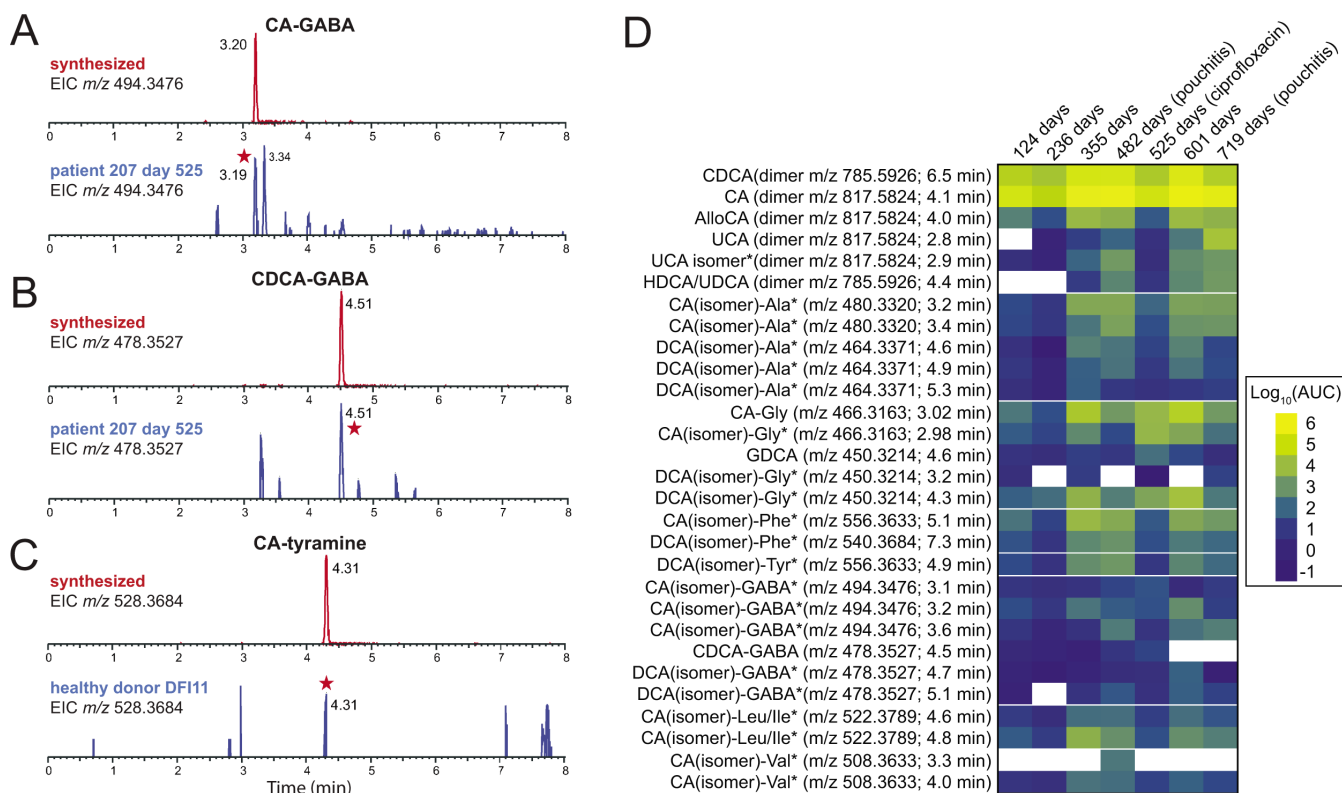 A
CA-GABA
synthesized
EIC m/z 494.3476
3.20
0 1 2 3 4 5 6 7 8
patient 207 day 525
EIC m/z 494.3476
3.19
3.34
0 1 2 3 4 5 6 7 8
B
CDCA-GABA
synthesized
EIC m/z 478.3527
4.51
0 1 2 3 4 5 6 7 8
patient 207 day 525
EIC m/z 478.3527
4.51
0 1 2 3 4 5 6 7 8
C
CA-tyramine
synthesized
EIC m/z 528.3684
4.31
0 1 2 3 4 5 6 7 8
healthy donor DFI11
EIC m/z 528.3684
4.31
0 1 2 3 4 5 6 7 8
Time (min)
D
124 days
236 days
355 days
482 days (pouchitis)
525 days (ciprofloxacin)
601 days
719 days (pouchitis)
CDCA(dimer m/z 785.5926; 6.5 min)
CA (dimer m/z 817.5824; 4.1 min)
AlloCA (dimer m/z 817.5824; 4.0 min)
UCA (dimer m/z 817.5824; 2.8 min)
UCA isomer*(dimer m/z 817.5824; 2.9 min)
HDCA/UDCA (dimer m/z 785.5926; 4.4 min)
CA(isomer)-Ala* (m/z 480.3320; 3.2 min)
CA(isomer)-Ala* (m/z 480.3320; 3.4 min)
DCA(isomer)-Ala* (m/z 464.3371; 4.6 min)
DCA(isomer)-Ala* (m/z 464.3371; 4.9 min)
DCA(isomer)-Ala* (m/z 464.3371; 5.3 min)
CA-Gly (m/z 466.3163; 3.02 min)
CA(isomer)-Gly* (m/z 466.3163; 2.98 min)
GDCA (m/z 450.3214; 4.6 min)
DCA(isomer)-Gly* (m/z 450.3214; 3.2 min)
DCA(isomer)-Gly* (m/z 450.3214; 4.3 min)
CA(isomer)-Phe* (m/z 556.3633; 5.1 min)
DCA(isomer)-Phe* (m/z 540.3684; 7.3 min)
DCA(isomer)-Tyr* (m/z 556.3633; 4.9 min)
CA(isomer)-GABA* (m/z 494.3476; 3.1 min)
CA(isomer)-GABA* (m/z 494.3476; 3.2 min)
CA(isomer)-GABA*(m/z 494.3476; 3.6 min)
CDCA-GABA (m/z 478.3527; 4.5 min)
DCA(isomer)-GABA* (m/z 478.3527; 4.7 min)
DCA(isomer)-GABA* (m/z 478.3527; 5.1 min)
CA(isomer)-Leu/Ile* (m/z 522.3789; 4.6 min)
CA(isomer)-Leu/Ile* (m/z 522.3789; 4.8 min)
CA(isomer)-Val* (m/z 508.3633; 3.3 min)
CA(isomer)-Val* (m/z 508.3633; 4.0 min)
Log10(AUC)
6
5
4
3
2
1
0
-1